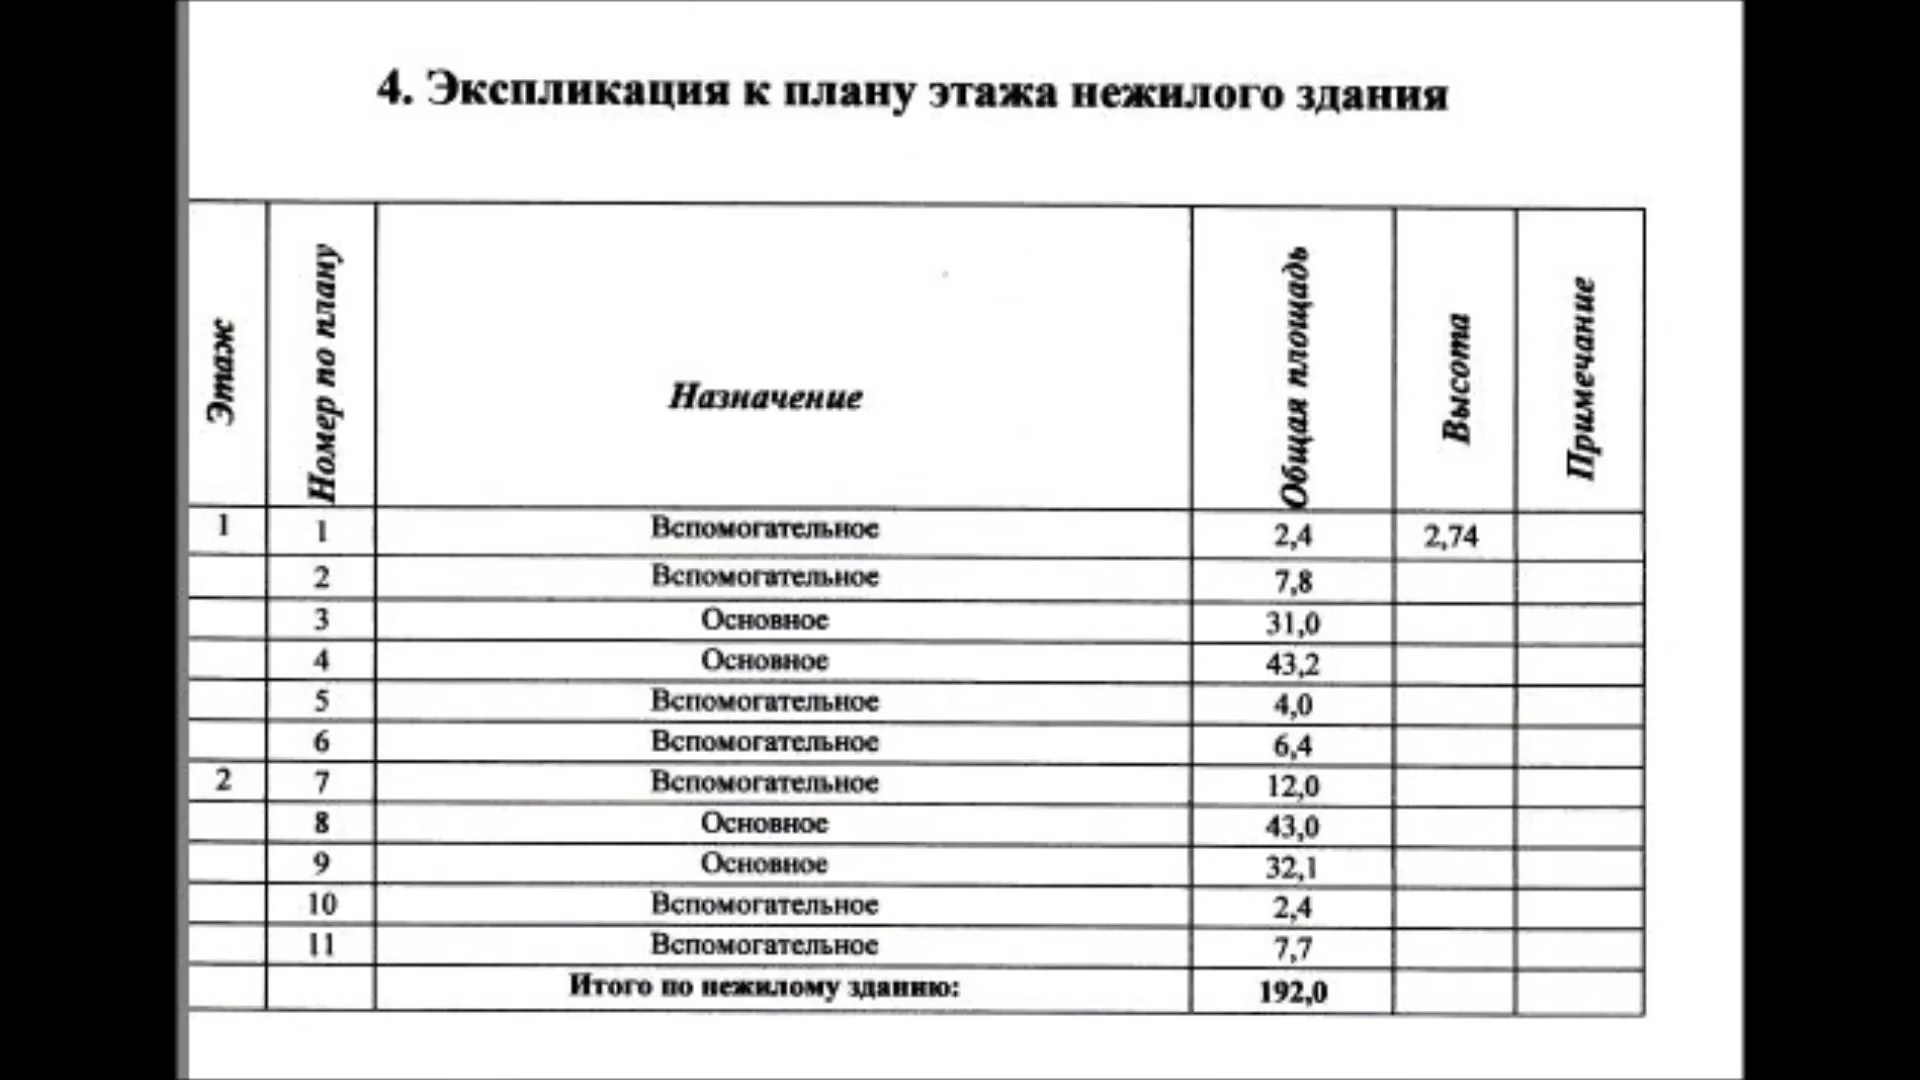 4. Экспликация к плану этажа нежилого здания
Этаж Номер по плану Назначение Общая площадь Высота Примечание
1 1 Вспомогательное 2,4 2,74
2 Вспомогательное 7,8
3 Основное 31,0
4 Основное 43,2
5 Вспомогательное 4,0
6 Вспомогательное 6,4
2 7 Вспомогательное 12,0
8 Основное 43,0
9 Основное 32,1
10 Вспомогательное 2,4
11 Вспомогательное 7,7
Итого по нежилому зданию: 192,0